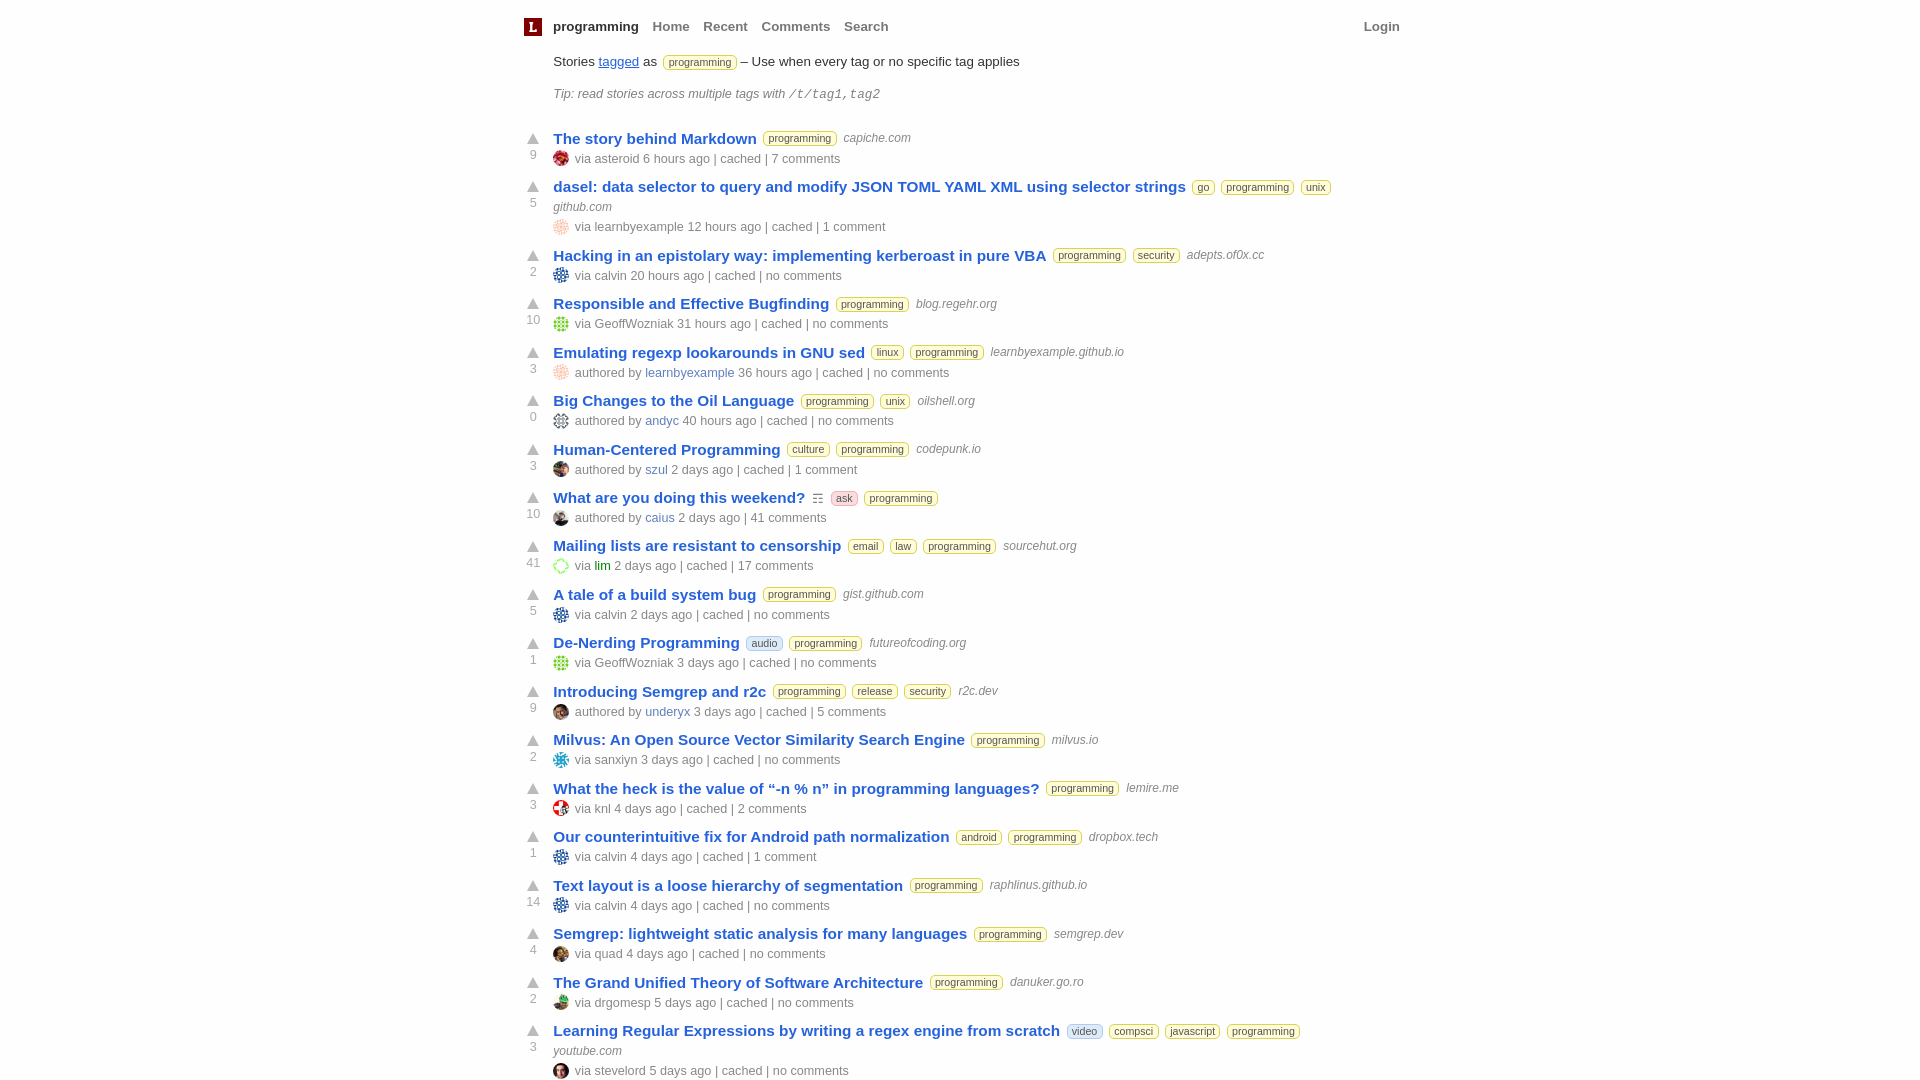 L programming Home Recent Comments Search Login
Stories tagged as programming – Use when every tag or no specific tag applies
Tip: read stories across multiple tags with /t/tag1,tag2
The story behind Markdown programming capiche.com
9
via asteroid 6 hours ago | cached | 7 comments
dasel: data selector to query and modify JSON TOML YAML XML using selector strings go programming unix
5
github.com
via learnbyexample 12 hours ago | cached | 1 comment
Hacking in an epistolary way: implementing kerberoast in pure VBA programming security adepts.of0x.cc
2
via calvin 20 hours ago | cached | no comments
Responsible and Effective Bugfinding programming blog.regehr.org
10
via GeoffWozniak 31 hours ago | cached | no comments
Emulating regexp lookarounds in GNU sed linux programming learnbyexample.github.io
3
authored by learnbyexample 36 hours ago | cached | no comments
Big Changes to the Oil Language programming unix oilshell.org
0
authored by andyc 40 hours ago | cached | no comments
Human-Centered Programming culture programming codepunk.io
3
authored by szul 2 days ago | cached | 1 comment
What are you doing this weekend? ☶ ask programming
10
authored by caius 2 days ago | 41 comments
Mailing lists are resistant to censorship email law programming sourcehut.org
41
via lim 2 days ago | cached | 17 comments
A tale of a build system bug programming gist.github.com
5
via calvin 2 days ago | cached | no comments
De-Nerding Programming audio programming futureofcoding.org
1
via GeoffWozniak 3 days ago | cached | no comments
Introducing Semgrep and r2c programming release security r2c.dev
9
authored by underyx 3 days ago | cached | 5 comments
Milvus: An Open Source Vector Similarity Search Engine programming milvus.io
2
via sanxiyn 3 days ago | cached | no comments
What the heck is the value of “-n % n” in programming languages? programming lemire.me
3
via knl 4 days ago | cached | 2 comments
Our counterintuitive fix for Android path normalization android programming dropbox.tech
1
via calvin 4 days ago | cached | 1 comment
Text layout is a loose hierarchy of segmentation programming raphlinus.github.io
14
via calvin 4 days ago | cached | no comments
Semgrep: lightweight static analysis for many languages programming semgrep.dev
4
via quad 4 days ago | cached | no comments
The Grand Unified Theory of Software Architecture programming danuker.go.ro
2
via drgomesp 5 days ago | cached | no comments
Learning Regular Expressions by writing a regex engine from scratch video compsci javascript programming
3
youtube.com
via stevelord 5 days ago | cached | no comments